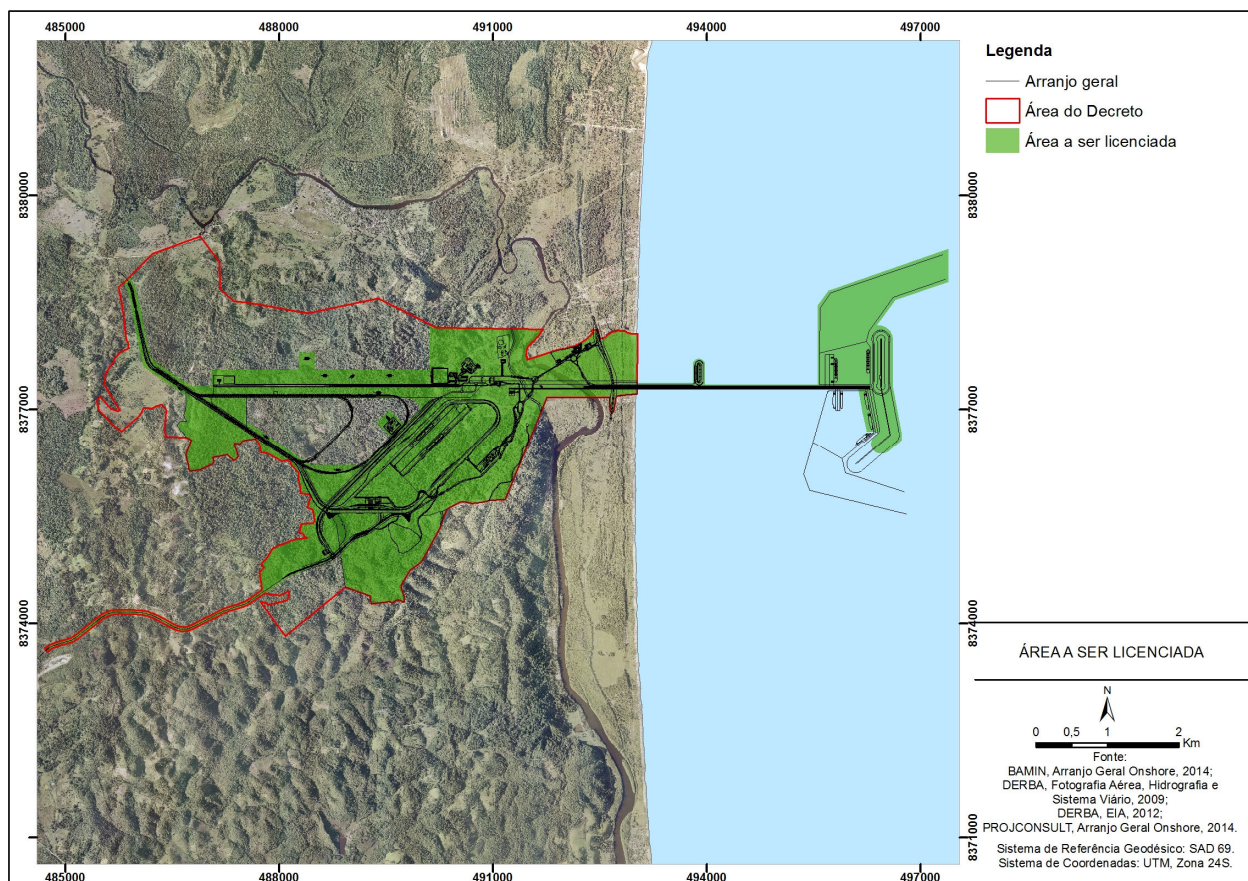 485000 488000 491000 494000 497000
8380000 8380000
8377000 8377000
8374000 8374000
8371000
485000 488000 491000 494000 497000
Legenda
Arranjo geral
Área do Decreto
Área a ser licenciada
ÁREA A SER LICENCIADA
N
0 0,5 1 2
Km
Fonte:
BAMIN, Arranjo Geral Onshore, 2014;
DERBA, Fotografia Aérea, Hidrografia e
Sistema Viário, 2009;
DERBA, EIA, 2012;
PROJCONSULT, Arranjo Geral Onshore, 2014.
Sistema de Referência Geodésico: SAD 69.
Sistema de Coordenadas: UTM, Zona 24S.